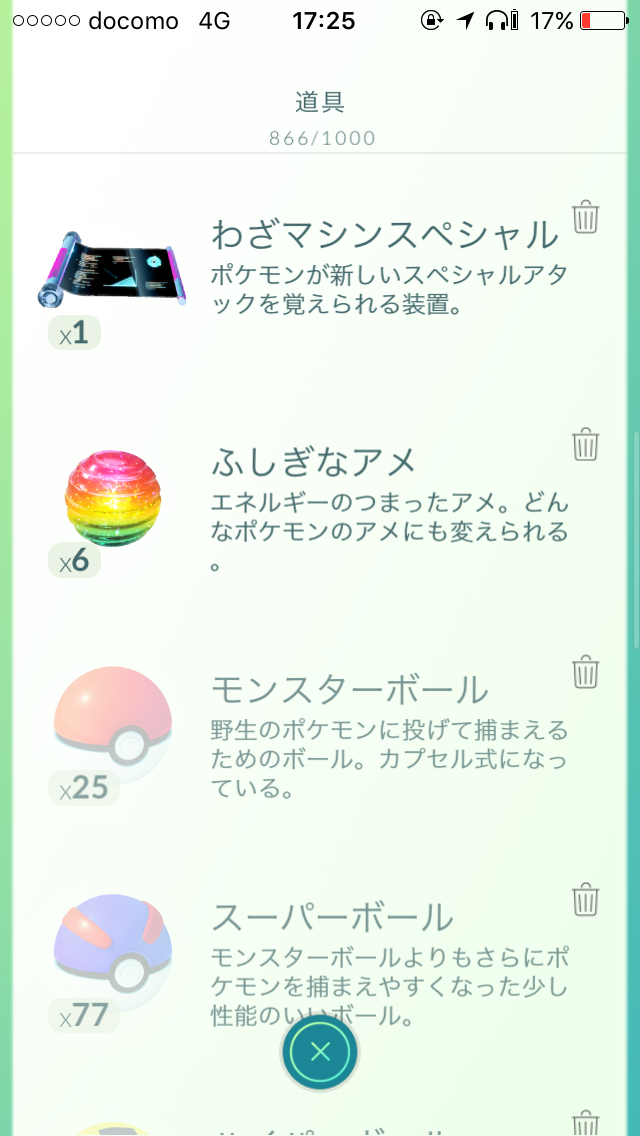 docomo 4G 17:25 17%
道具
866/1000
わざマシンスペシャル
ポケモンが新しいスペシャルアタ
ックを覚えられる装置。
x1
ふしぎなアメ
エネルギーのつまったアメ。どん
なポケモンのアメにも変えられる
。
x6
モンスターボール
野生のポケモンに投げて捕まえる
ためのボール。カプセル式になっ
ている。
x25
スーパーボール
モンスターボールよりもさらにポ
ケモンを捕まえやすくなった少し
性能のいいボール。
x77